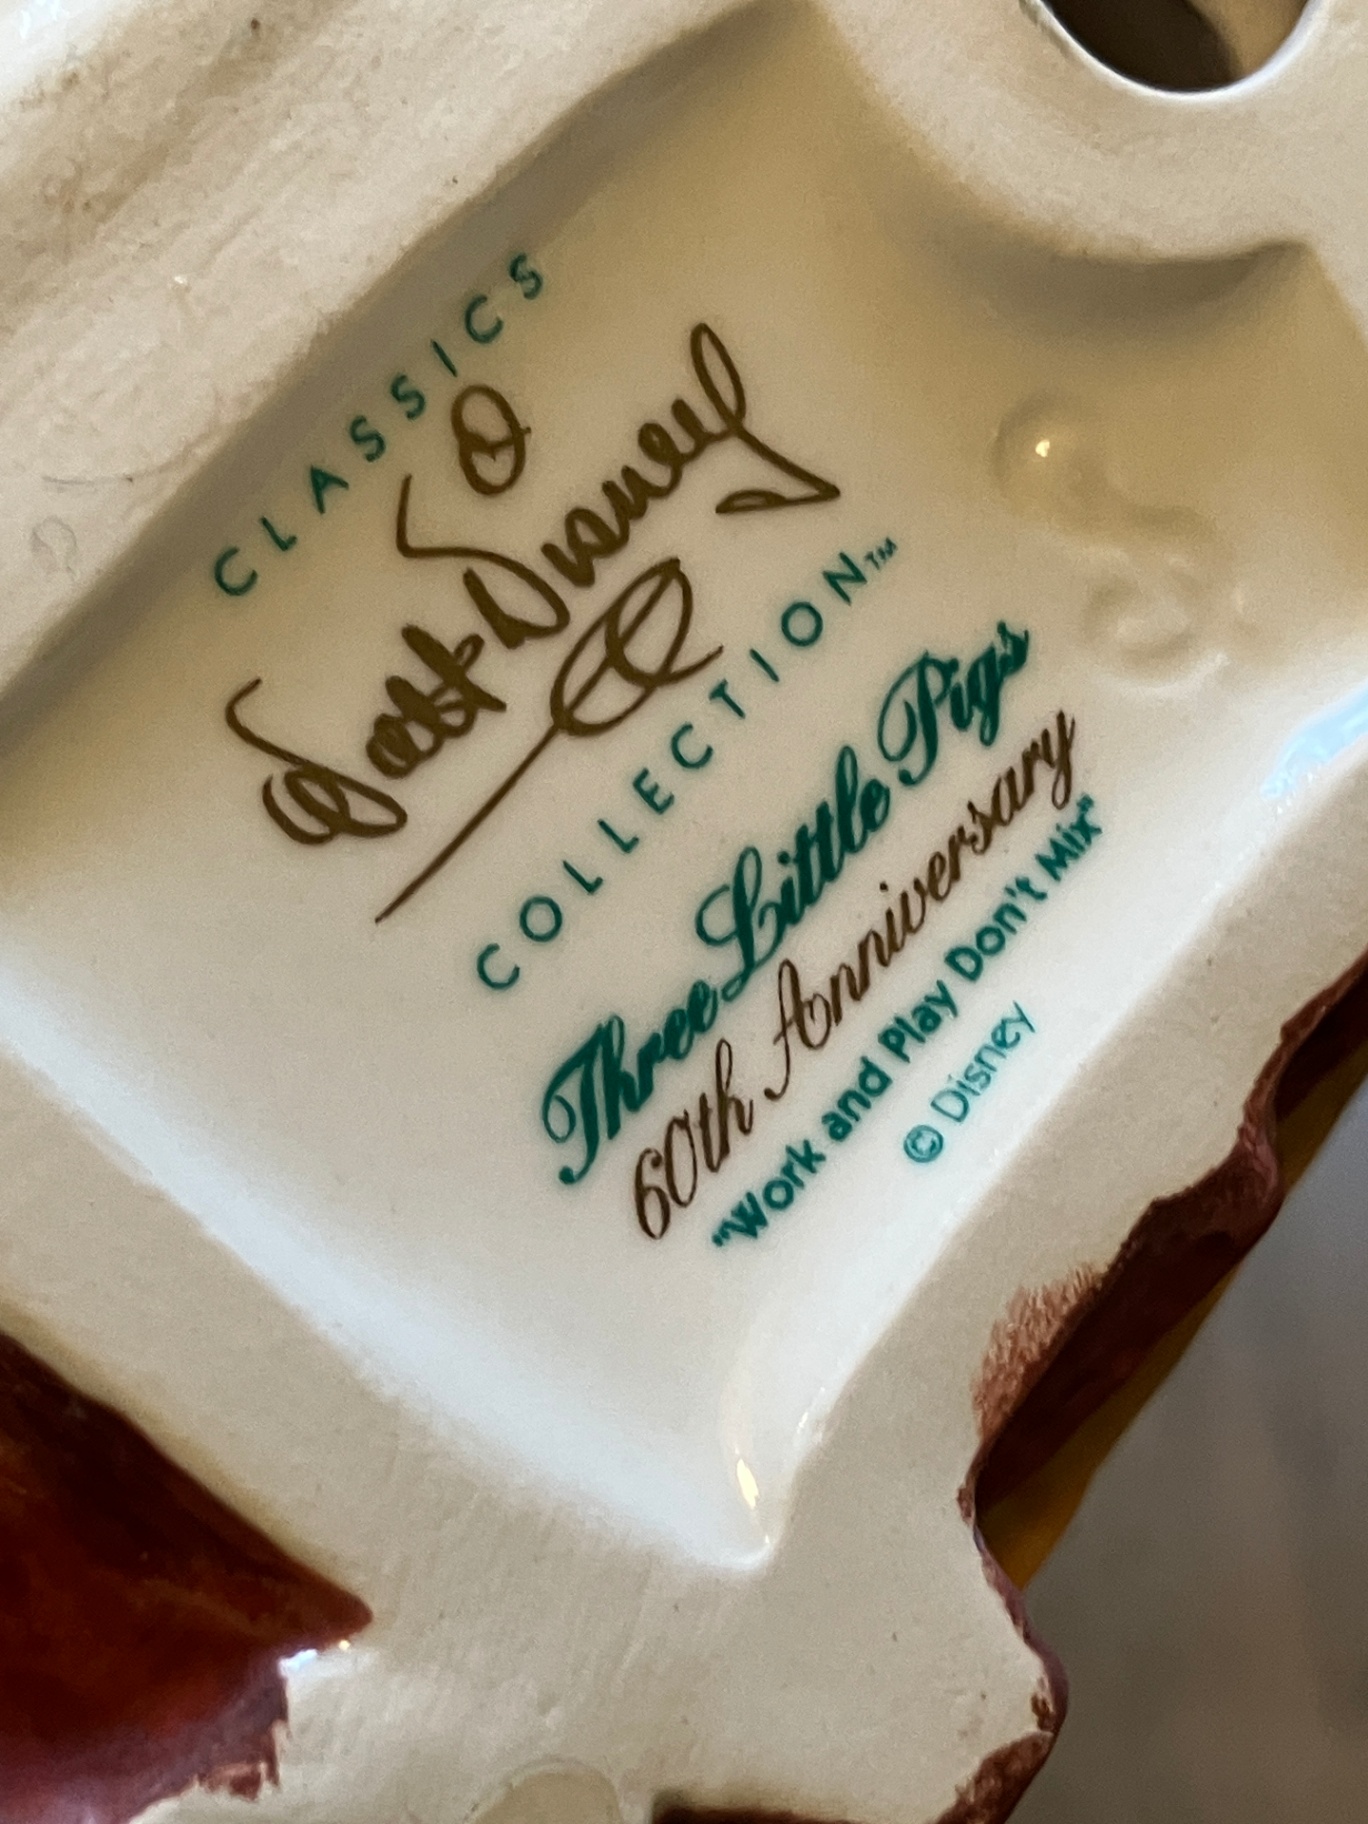 CLASSICS
Walt Disney
COLLECTION™
Three Little Pigs
60th Anniversary
"Work and Play Don't Mix"
© Disney